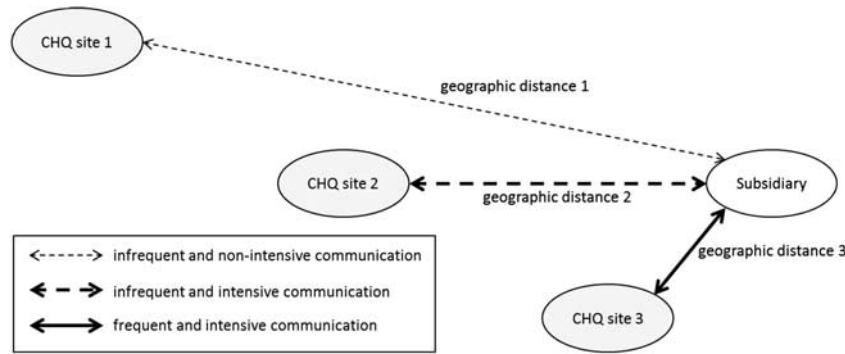 CHQ site 1
geographic distance 1
CHQ site 2
Subsidiary
geographic distance 2
geographic distance 3
infrequent and non-intensive communication
infrequent and intensive communication
frequent and intensive communication
CHQ site 3